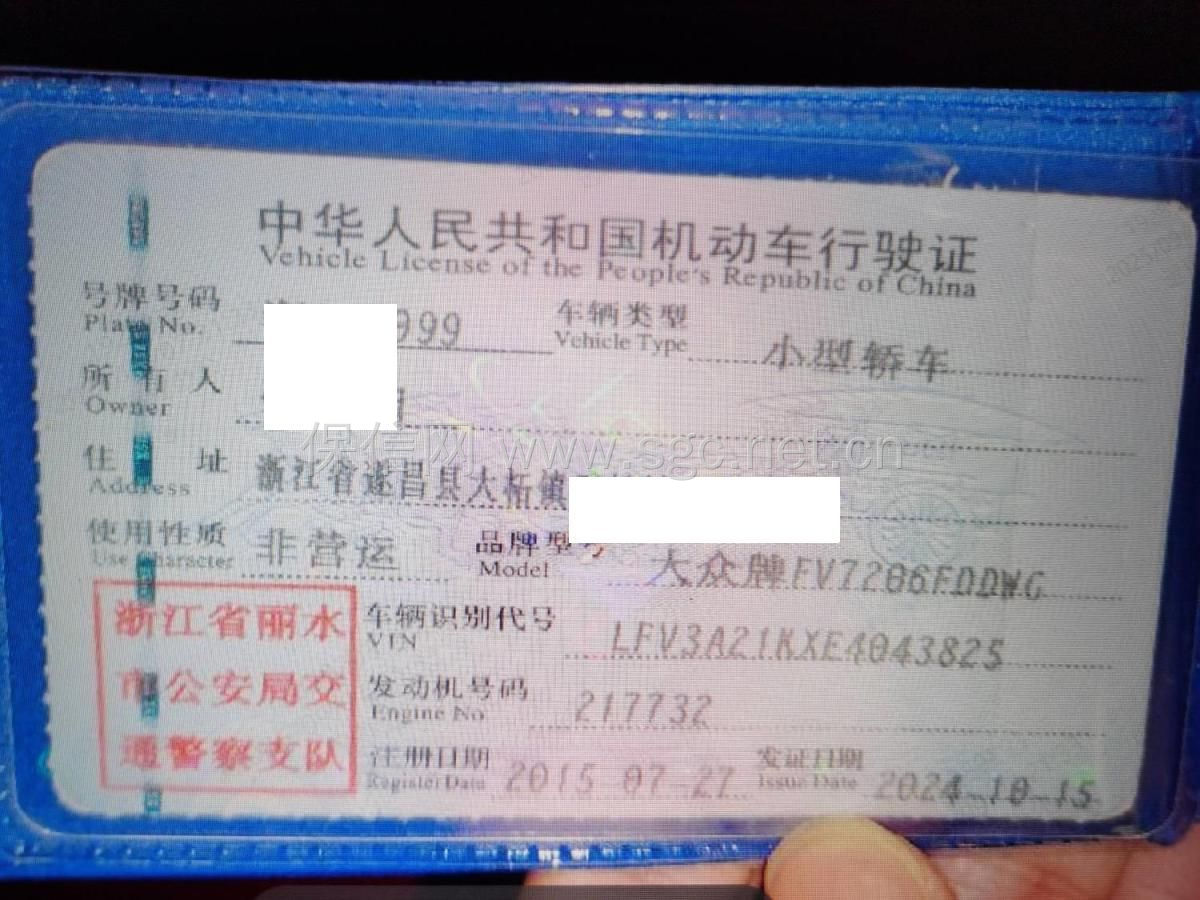 中华人民共和国机动车行驶证
Vehicle License of the People's Republic of China
号牌号码 999 车辆类型 小型轿车
Plate No. Vehicle Type
所有人
Owner
保信网 www.sgc.net.cn
住址 浙江省遂昌县大柘镇
Address
使用性质 非营运 品牌型号 大众牌FV7206FDDWG
Use Character Model
浙江省丽水
市公安局交
通警察支队
车辆识别代号 LFV3A21KXE4043825
VIN
发动机号码 217732
Engine No.
注册日期 2015-07-27 发证日期 2024-10-15
Register Date Issue Date